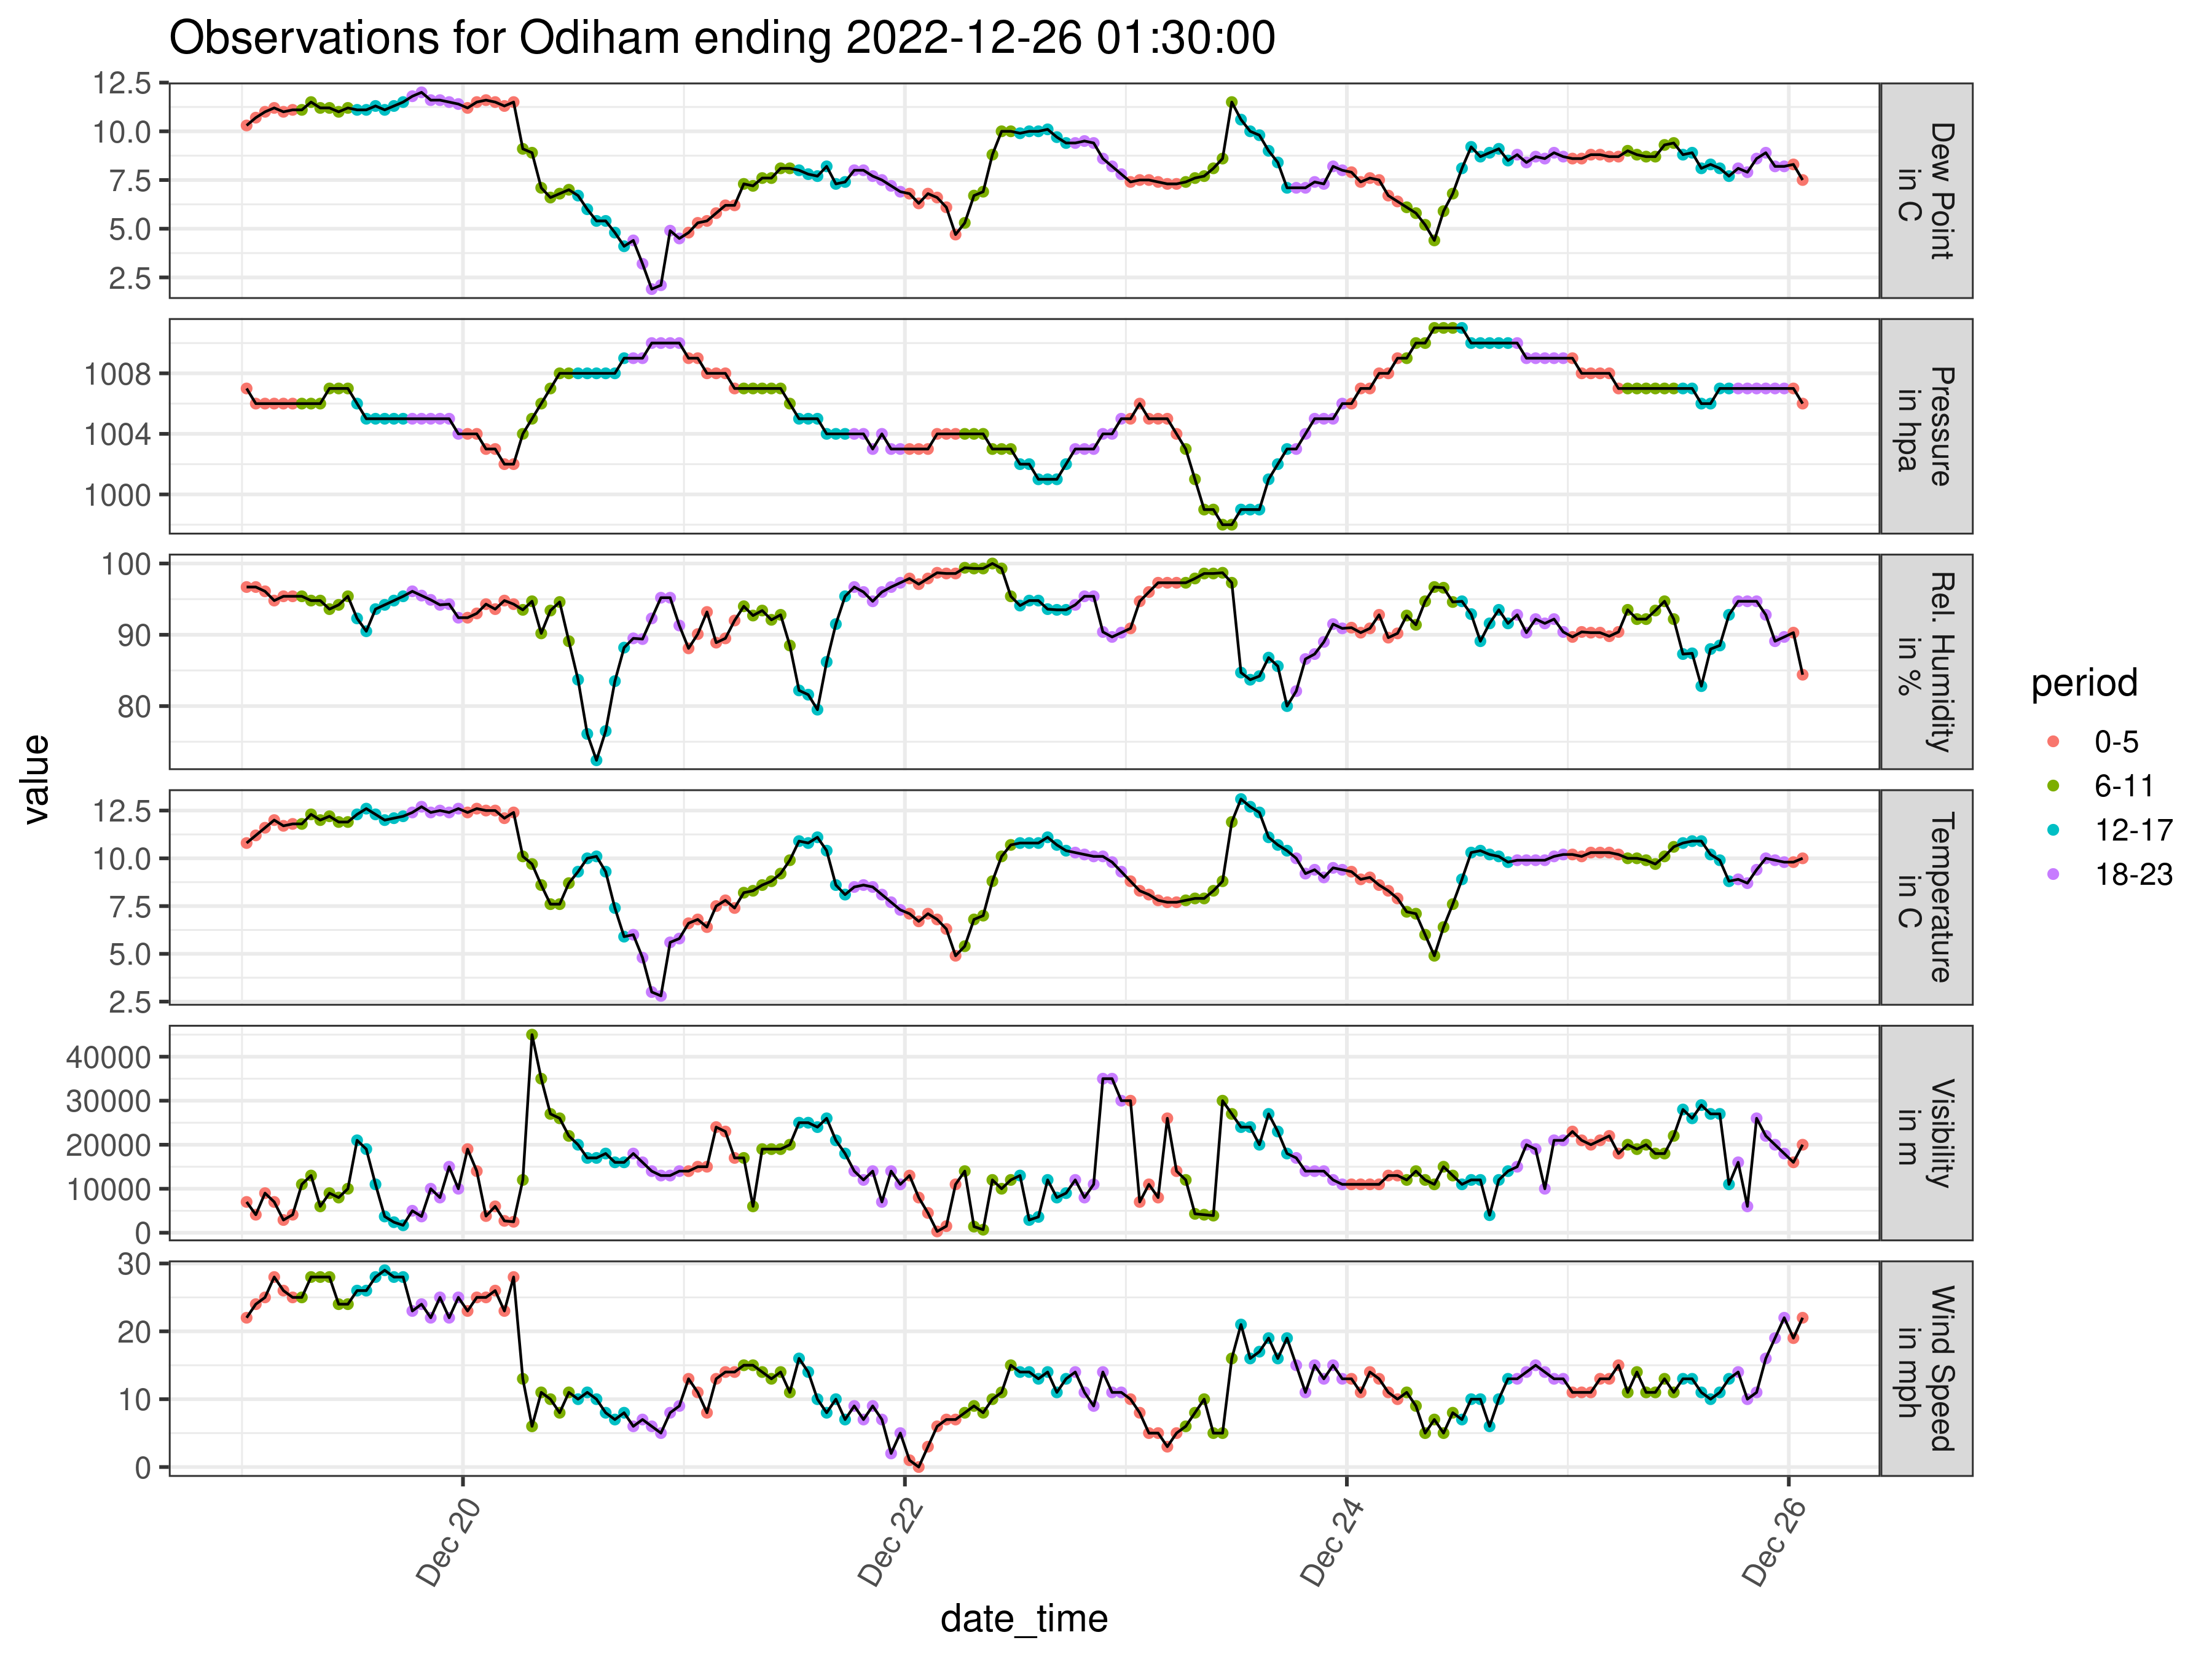 Observations for Odiham ending 2022-12-26 01:30:00
value
12.5
10.0
7.5
5.0
2.5
Dew Point
in C
1008
1004
1000
Pressure
in hpa
100
90
80
Rel. Humidity
in %
12.5
10.0
7.5
5.0
2.5
Temperature
in C
40000
30000
20000
10000
0
Visibility
in m
30
20
10
0
Wind Speed
in mph
Dec 20
Dec 22
Dec 24
Dec 26
date_time
period
0-5
6-11
12-17
18-23